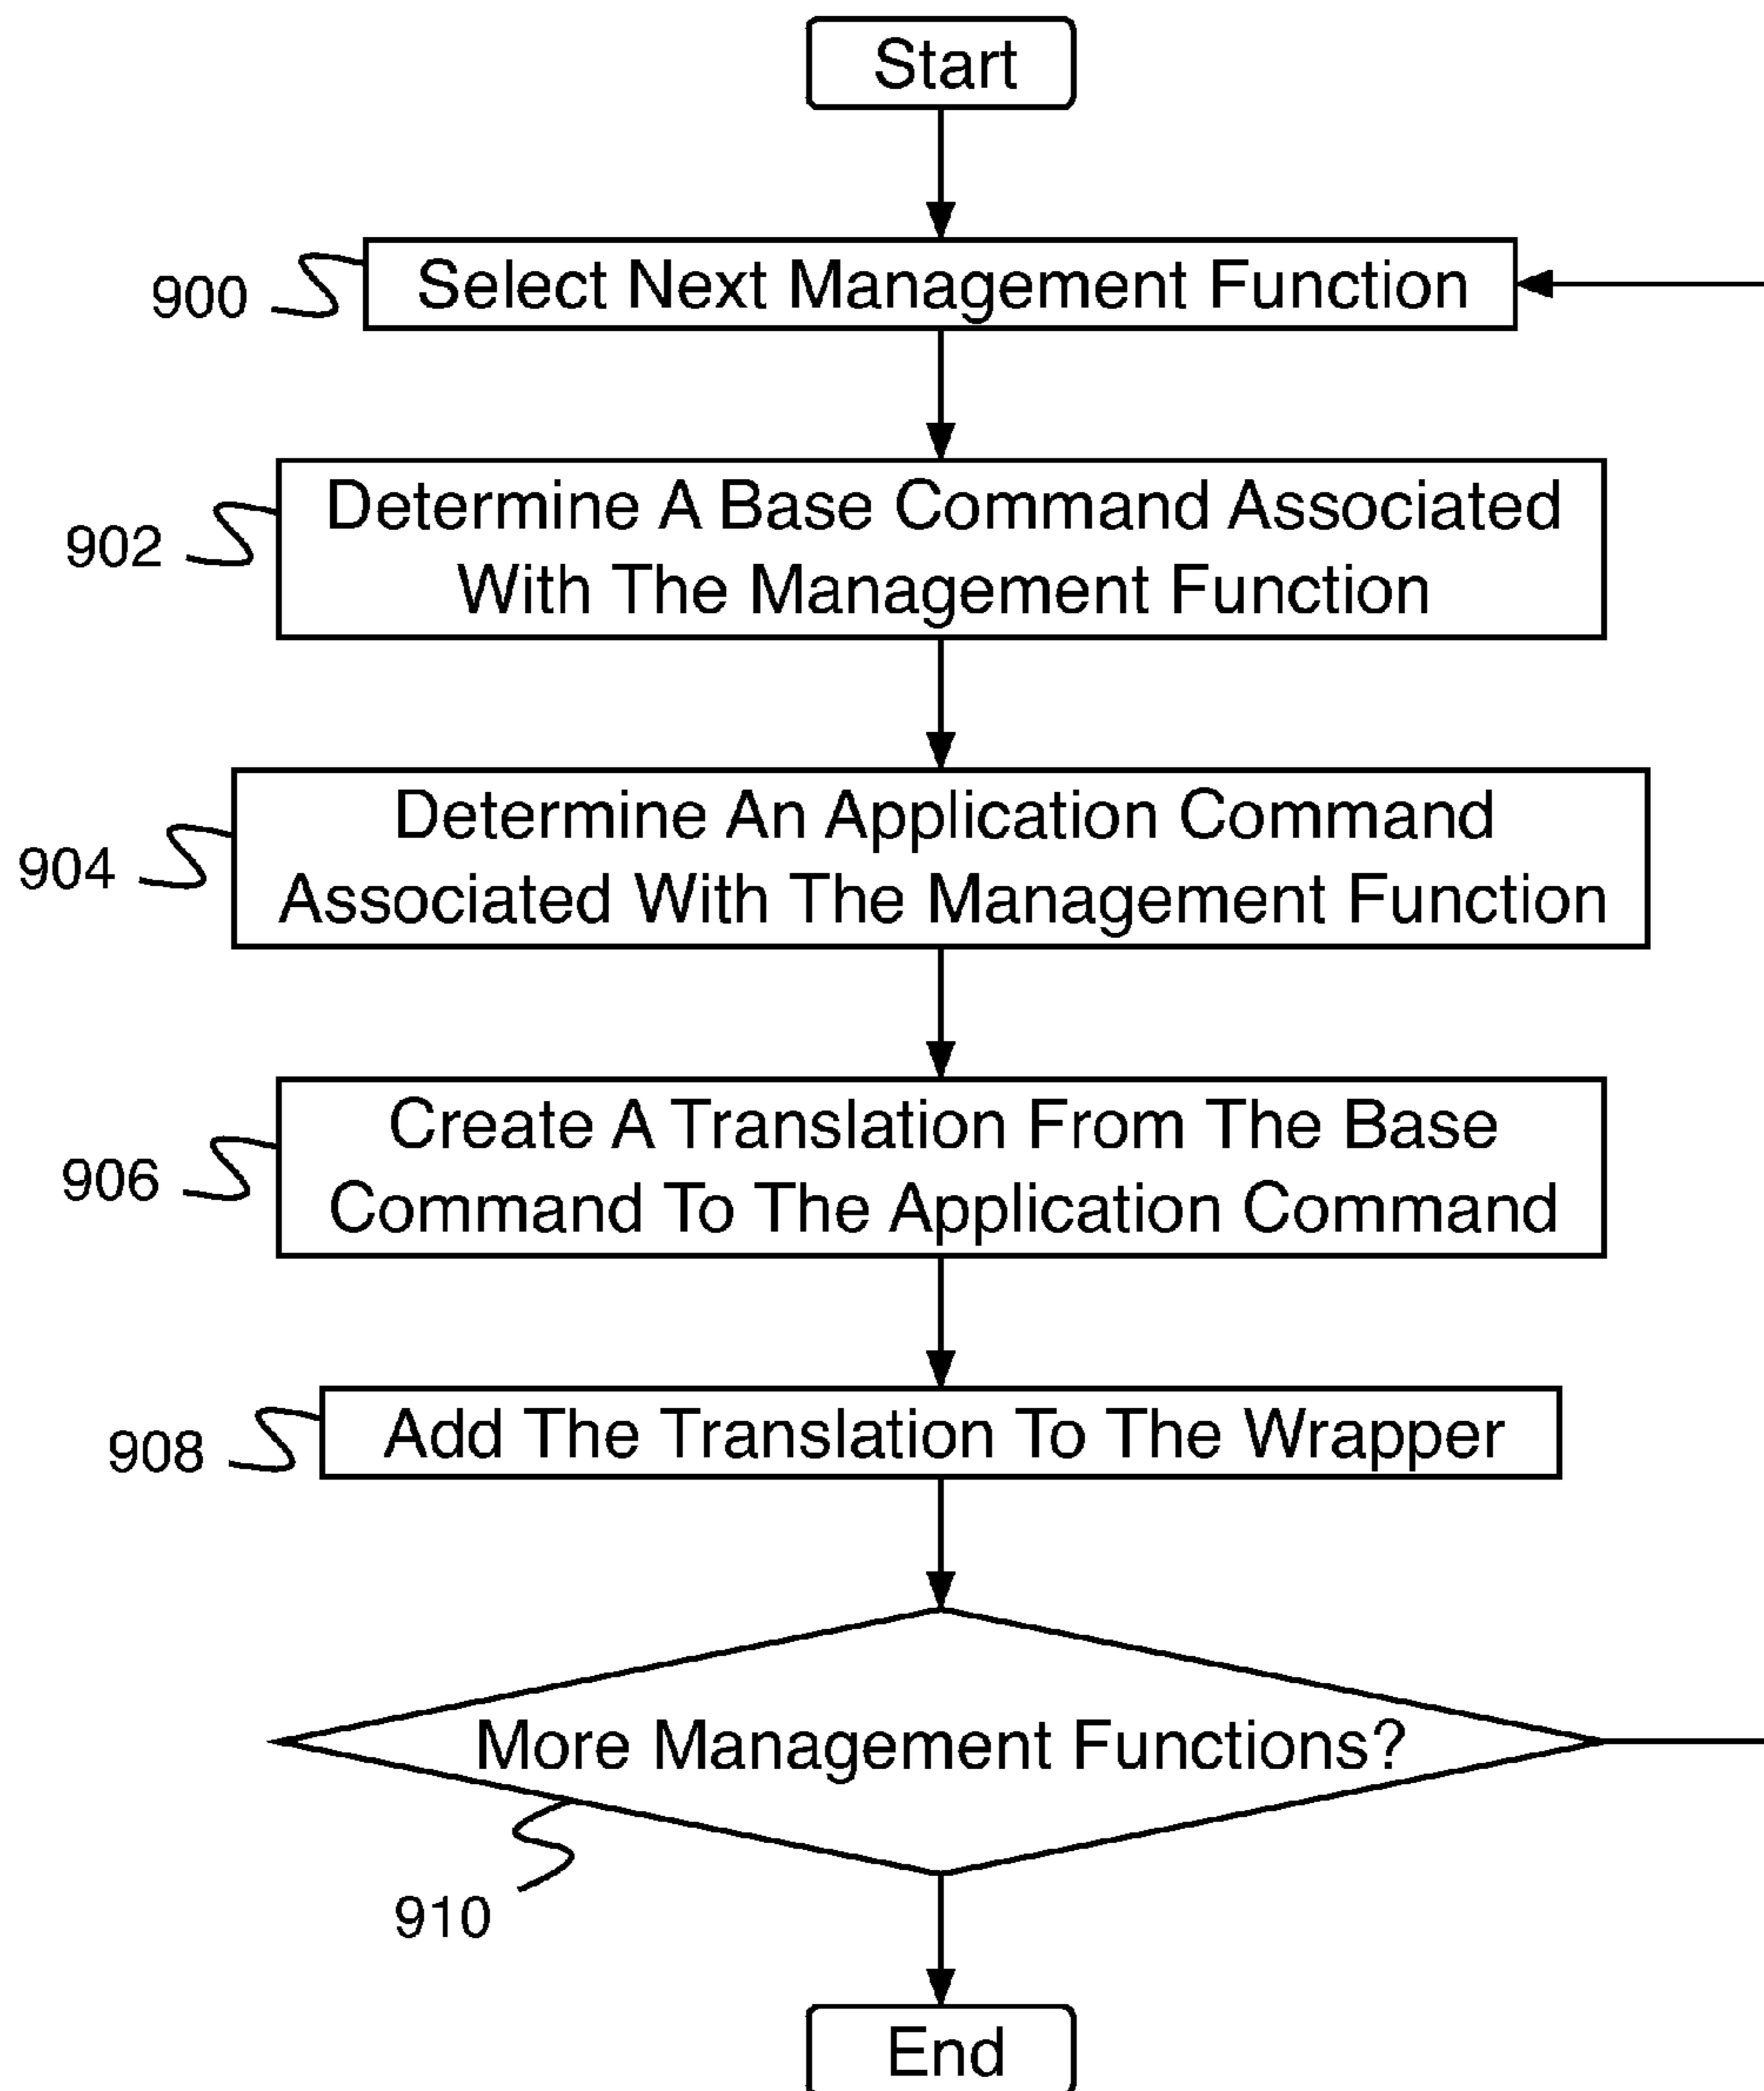 Start
900
Select Next Management Function
902
Determine A Base Command Associated
With The Management Function
904
Determine An Application Command
Associated With The Management Function
906
Create A Translation From The Base
Command To The Application Command
908
Add The Translation To The Wrapper
More Management Functions?
910
End